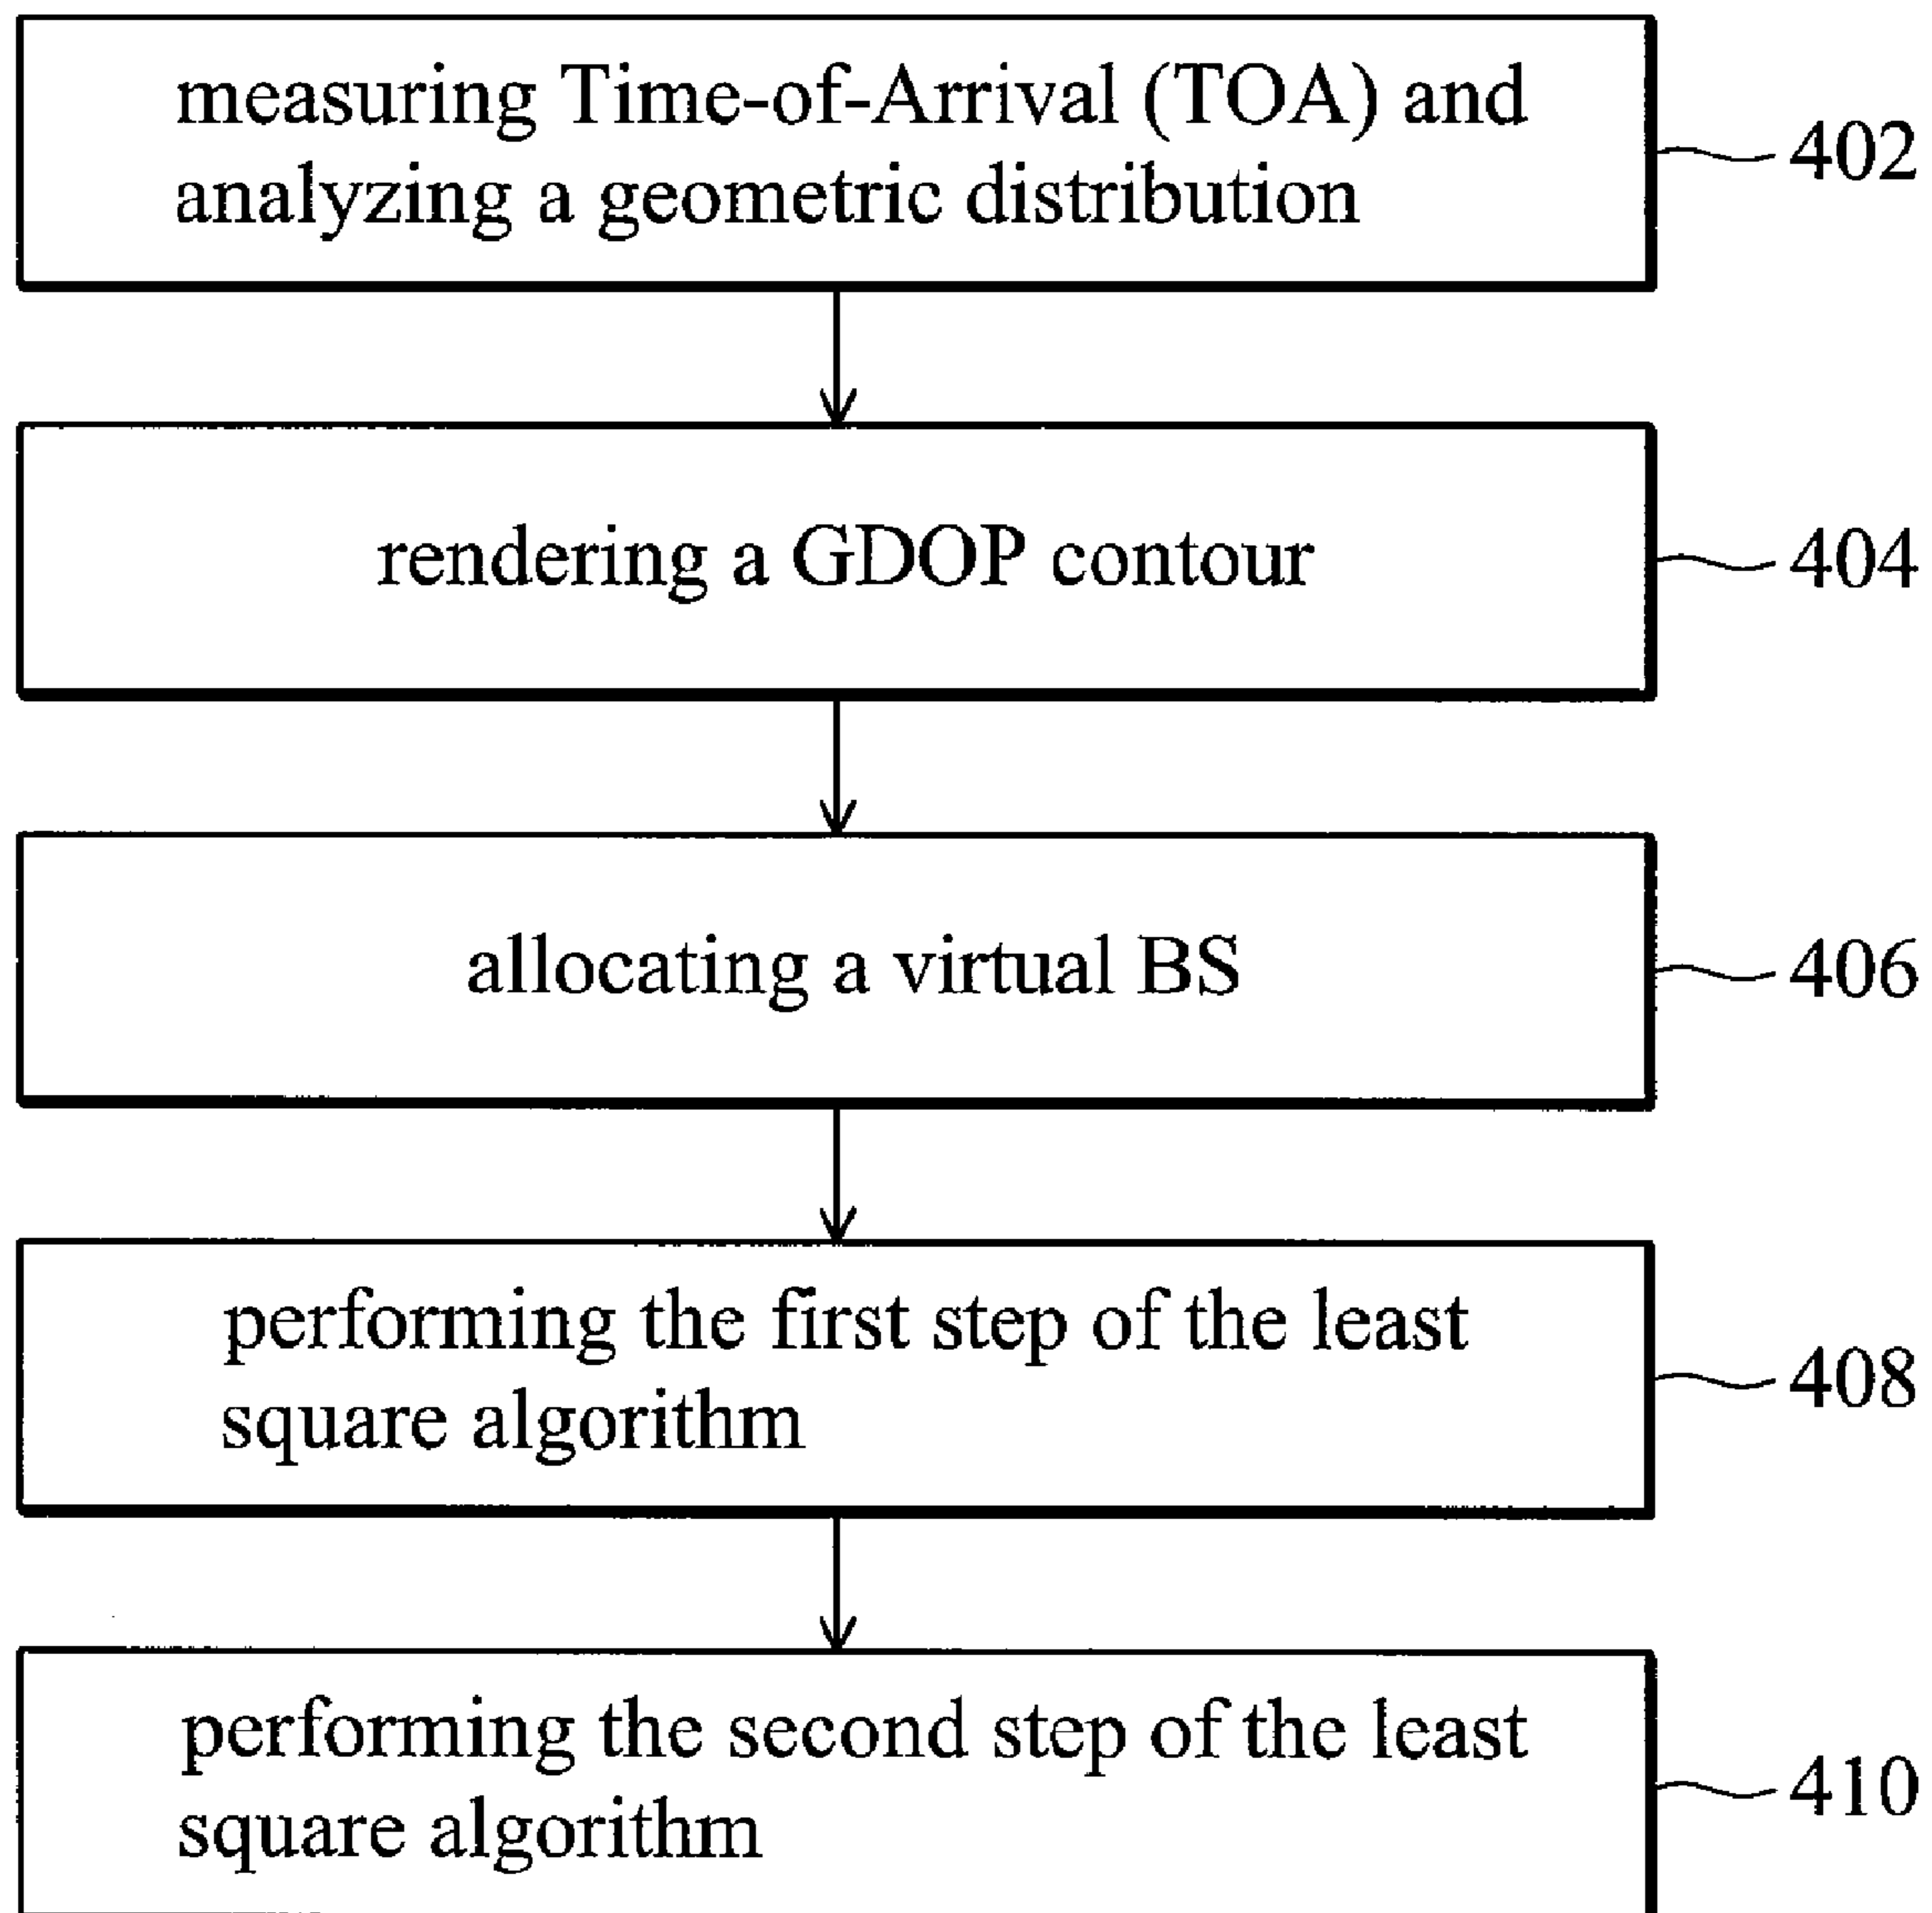 measuring Time-of-Arrival (TOA) and
analyzing a geometric distribution
402
rendering a GDOP contour
404
allocating a virtual BS
406
performing the first step of the least
square algorithm
408
performing the second step of the least
square algorithm
410